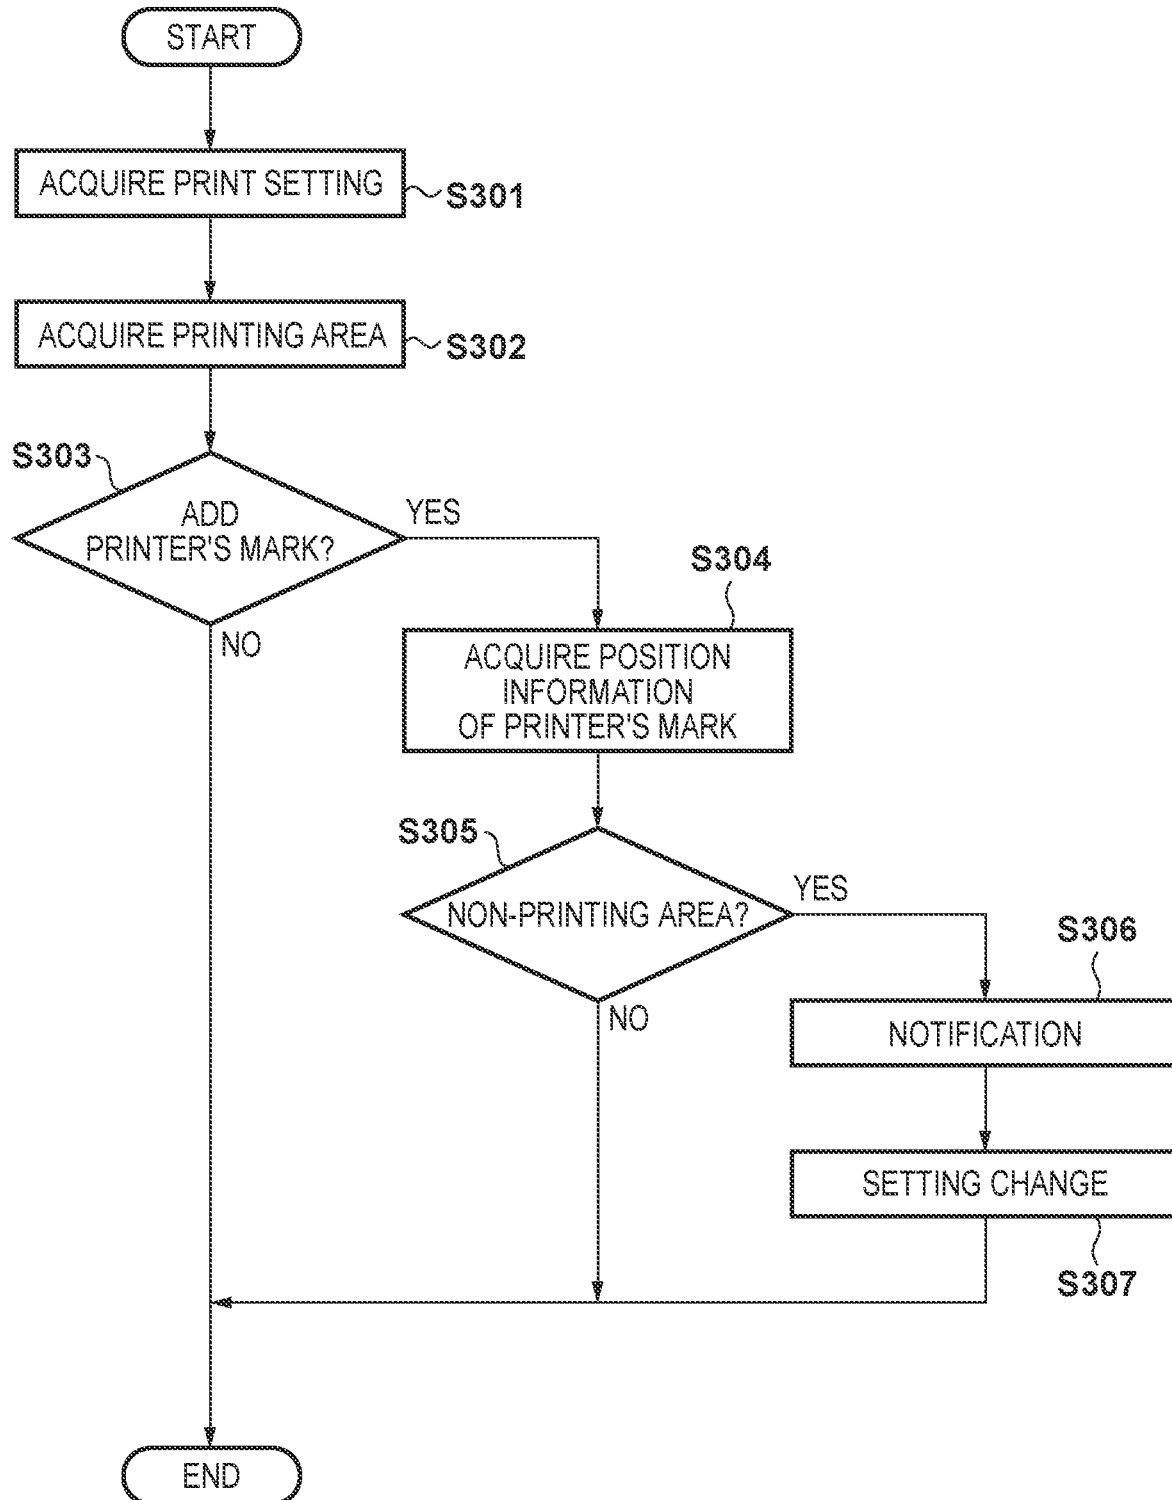 START
ACQUIRE PRINT SETTING
S301
ACQUIRE PRINTING AREA
S302
S303
ADD
PRINTER'S MARK?
YES
NO
S304
ACQUIRE POSITION
INFORMATION
OF PRINTER'S MARK
S305
NON-PRINTING AREA?
YES
NO
S306
NOTIFICATION
SETTING CHANGE
S307
END